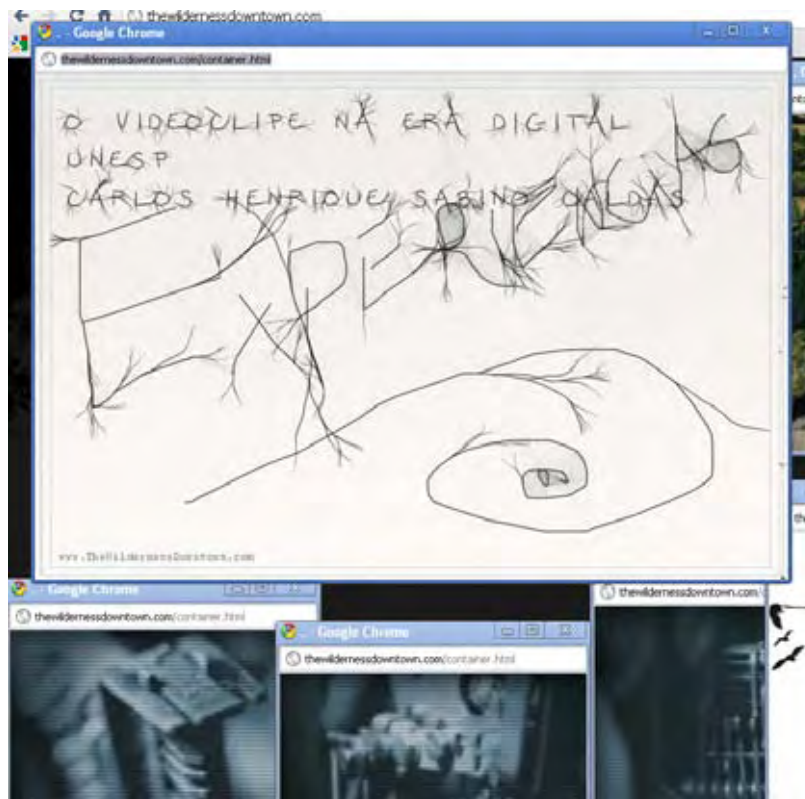 thewildernessdowntown.com
. - Google Chrome
thewildernessdowntown.com/container.html
O VIDEOCLIPE NA ERA DIGITAL
UNESP
CARLOS HENRIQUE SABINO CALDAS
EXPERIENCIAS
www.TheWildernessDowntown.com
. - Google Chrome
thewildernessdowntown.com/container.html
. - Google Chrome
thewildernessdowntown.com/container.html
thewildernessdowntown.com/